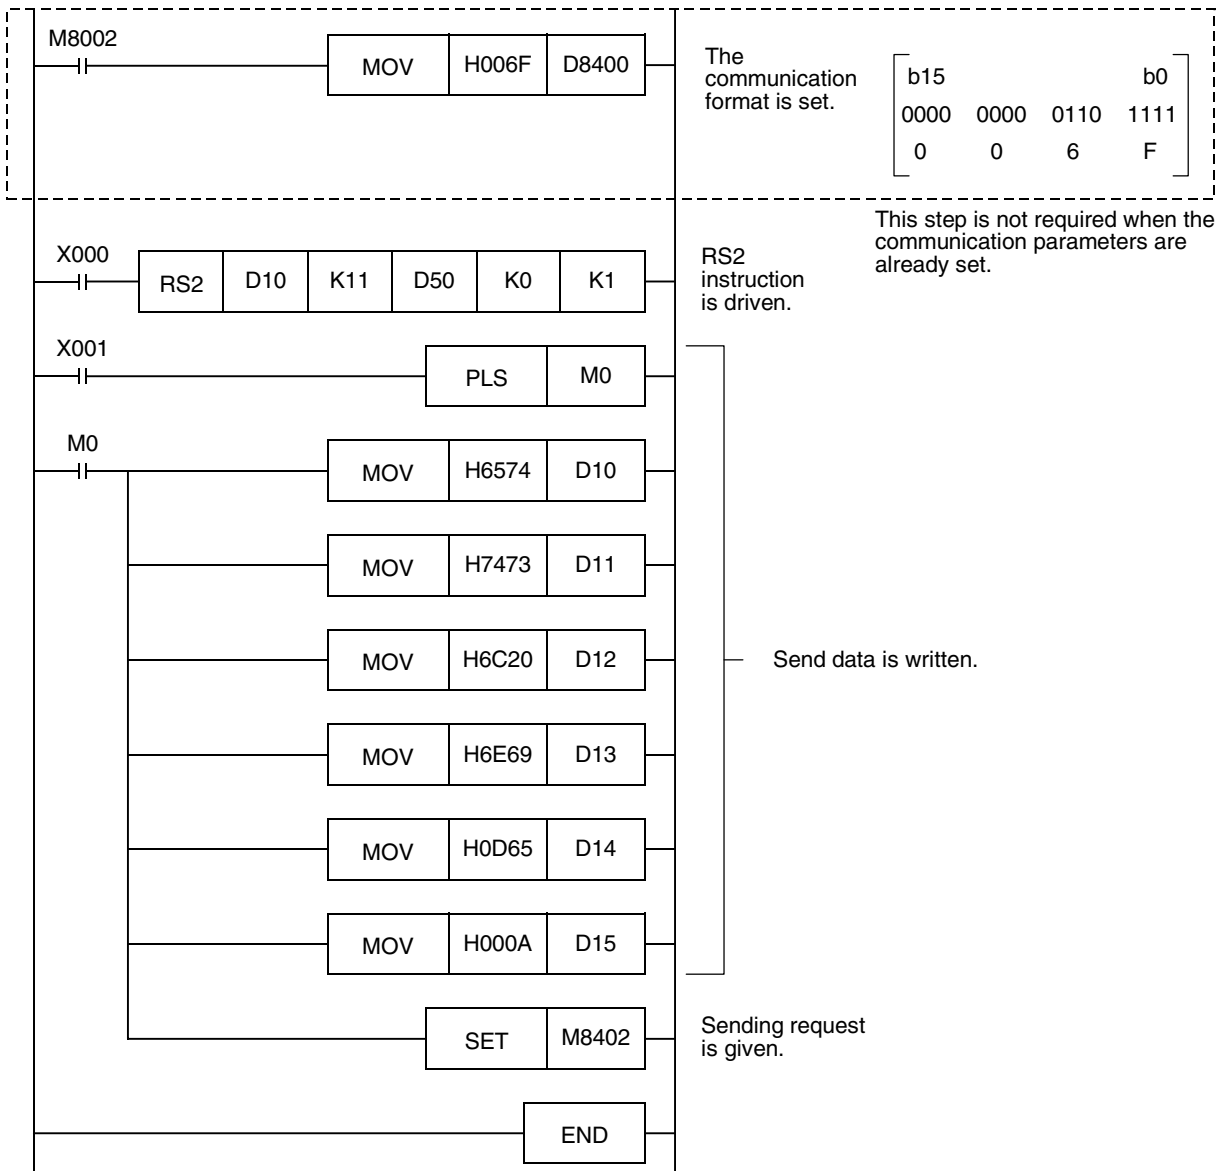 M8002
MOV H006F D8400
The
communication
format is set.
b15 b0
0000 0000 0110 1111
0 0 6 F
This step is not required when the
communication parameters are
already set.
X000
RS2 D10 K11 D50 K0 K1
RS2
instruction
is driven.
X001
PLS M0
M0
MOV H6574 D10
MOV H7473 D11
MOV H6C20 D12
Send data is written.
MOV H6E69 D13
MOV H0D65 D14
MOV H000A D15
SET M8402
Sending request
is given.
END